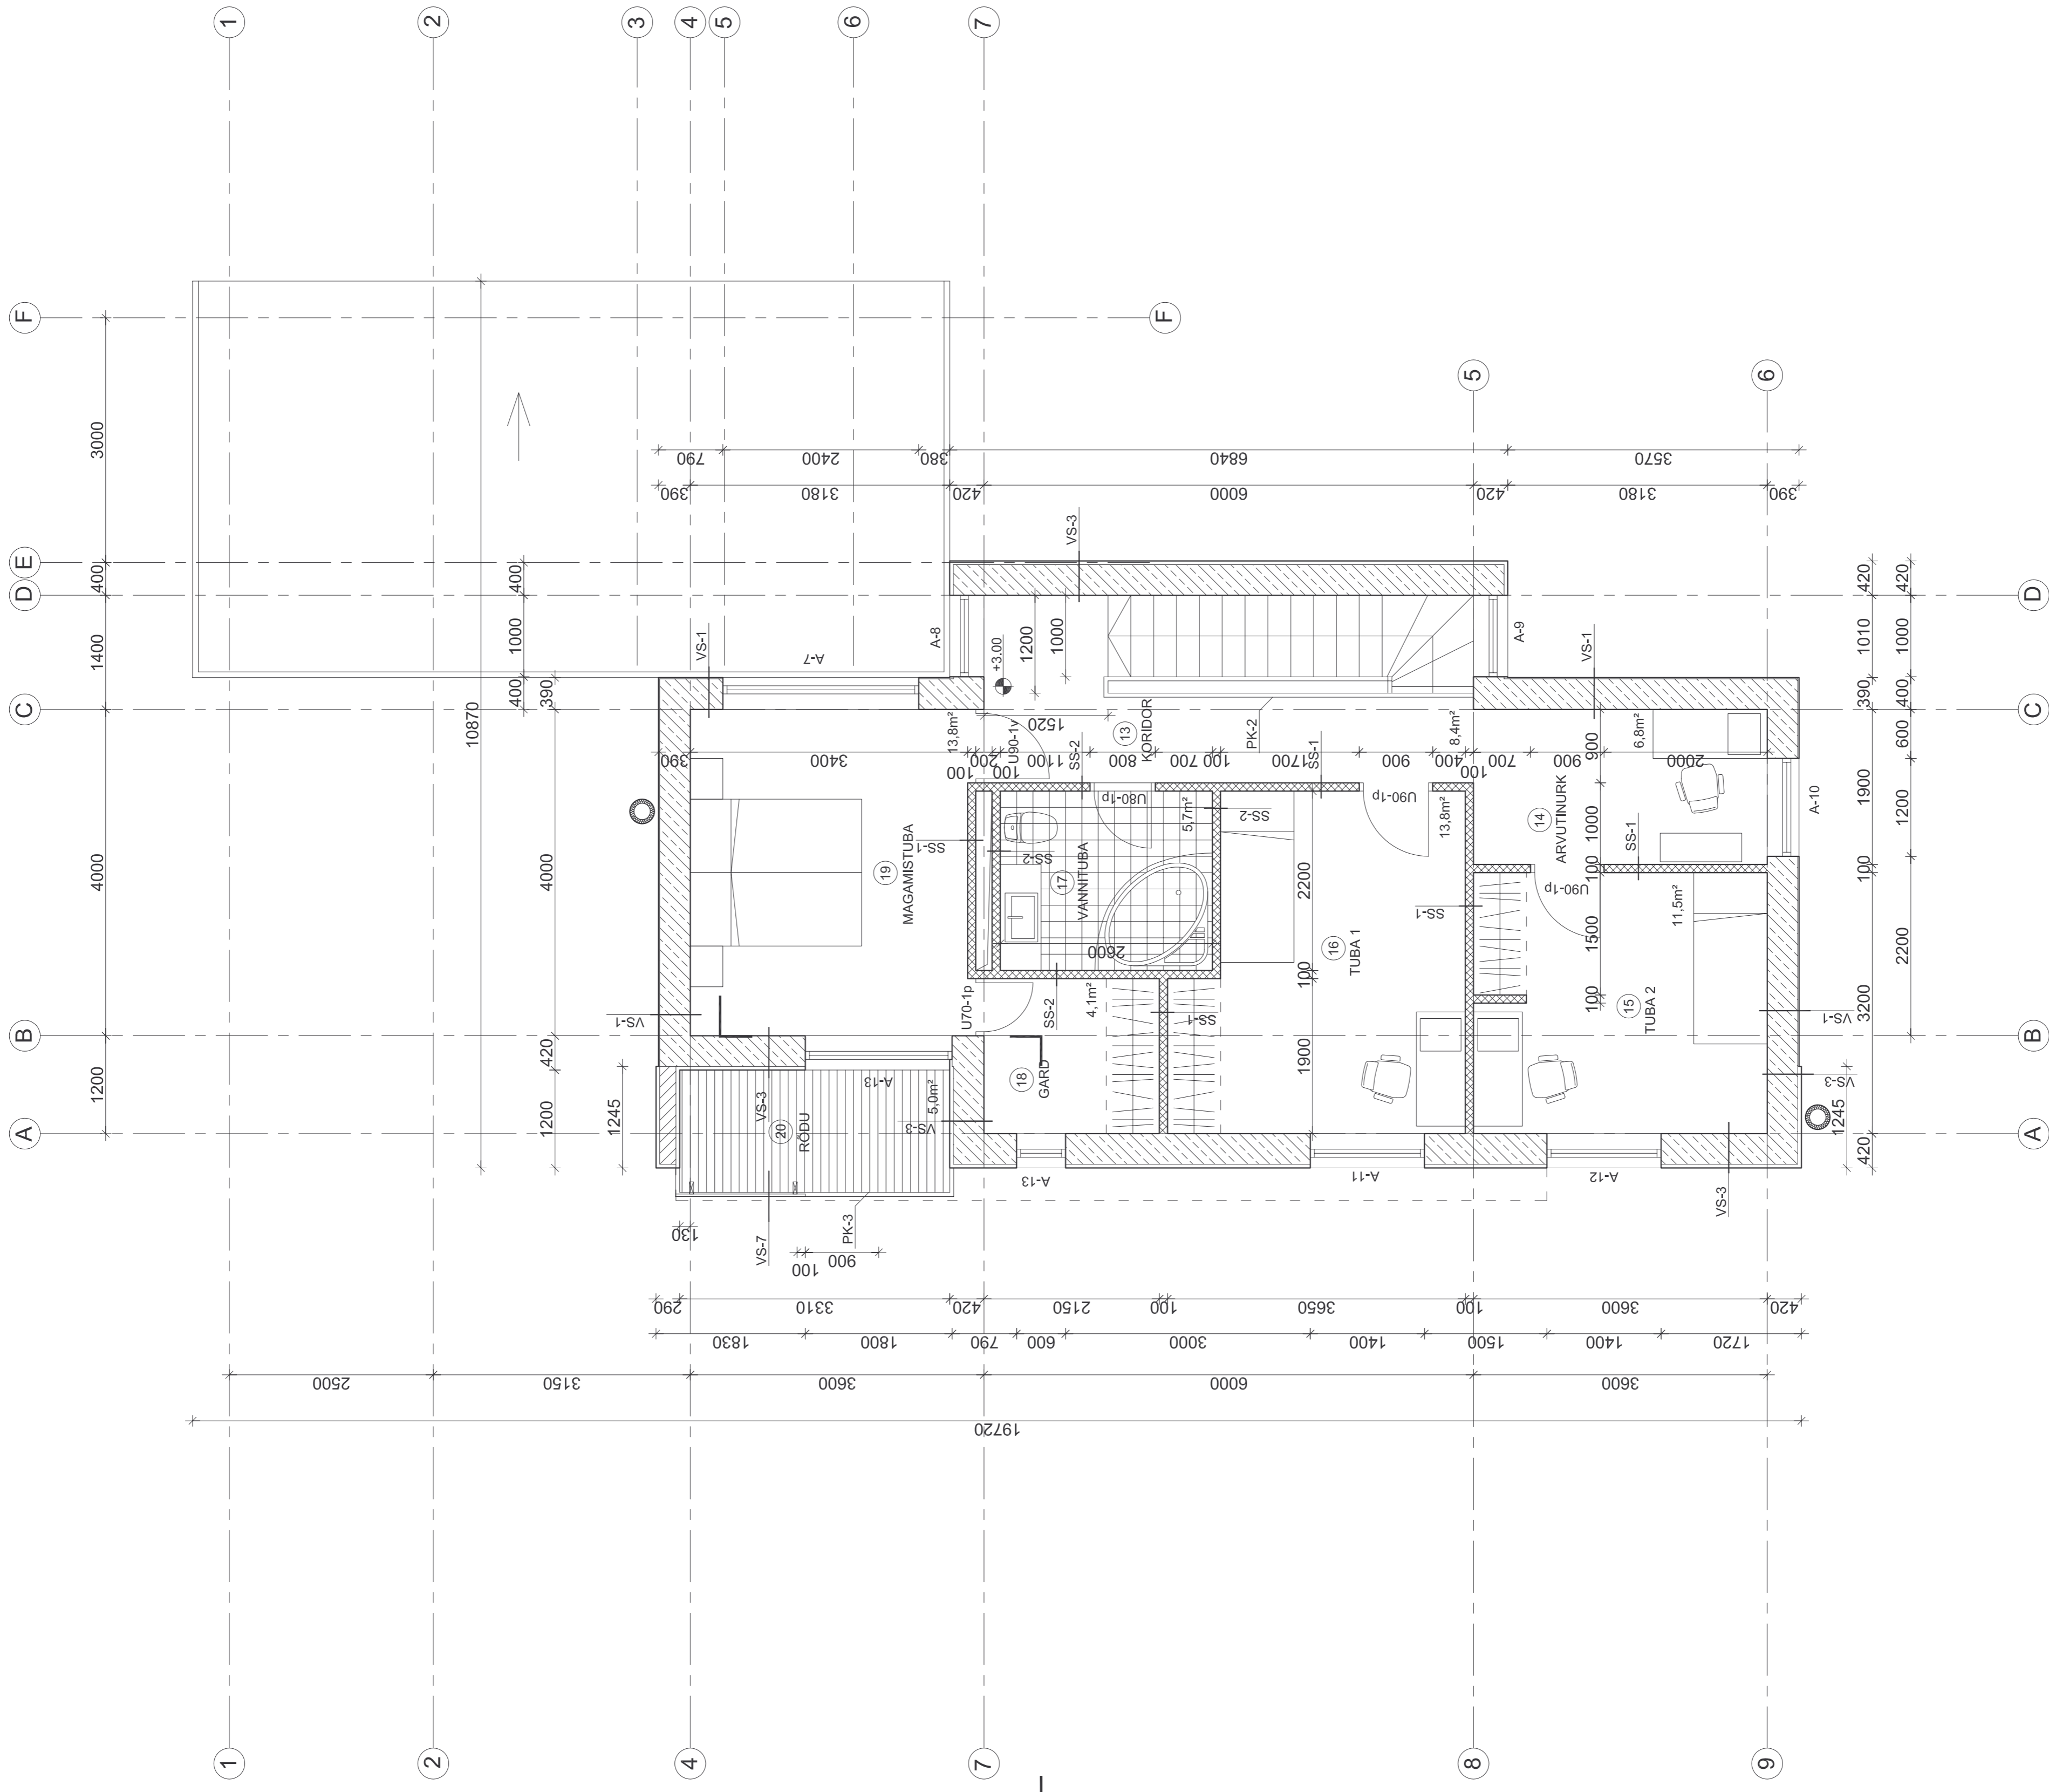 1
2
3
4
5
6
7
F
E
D
C
B
A
3000
400
1400
4000
1200
10870
400
1000
400
390
4000
420
1200
1245
790
2400
380
6840
3570
390
3180
420
6000
420
3180
390
F
5
6
VS-3
VS-1
A-7
A-8
+3.00
1200
1000
A-9
VS-1
420
1010
390
1900
100
3200
420
420
1000
400
600
1200
2200
1245
D
C
B
A
13,8m²
U90-1v
1520
13
KORIDOR
SS-2
PK-2
SS-1
8,4m²
6,8m²
390
3400
100
200
100
1100
800
700
100
1700
900
400
100
700
900
2000
900
1000
100
1500
100
19
MAGAMISTUBA
SS-1
SS-2
17
VANNITUBA
U80-1p
5,7m²
SS-2
2600
2200
100
1900
16
TUBA 1
U90-1p
13,8m²
SS-1
14
ARVUTINURK
SS-1
U90-1p
11,5m²
A-10
15
TUBA 2
VS-1
VS-1
VS-3
U70-1p
SS-2
4,1m²
SS-1
18
GARD
A-13
5,0m²
VS-3
VS-3
20
RÕDU
A-13
A-11
A-12
VS-3
130
VS-7
PK-3
100
900
290
3310
420
2150
100
3650
100
3600
420
1830
1800
790
600
3000
1400
1500
1400
1720
2500
3150
3600
6000
3600
19720
1
2
4
7
8
9